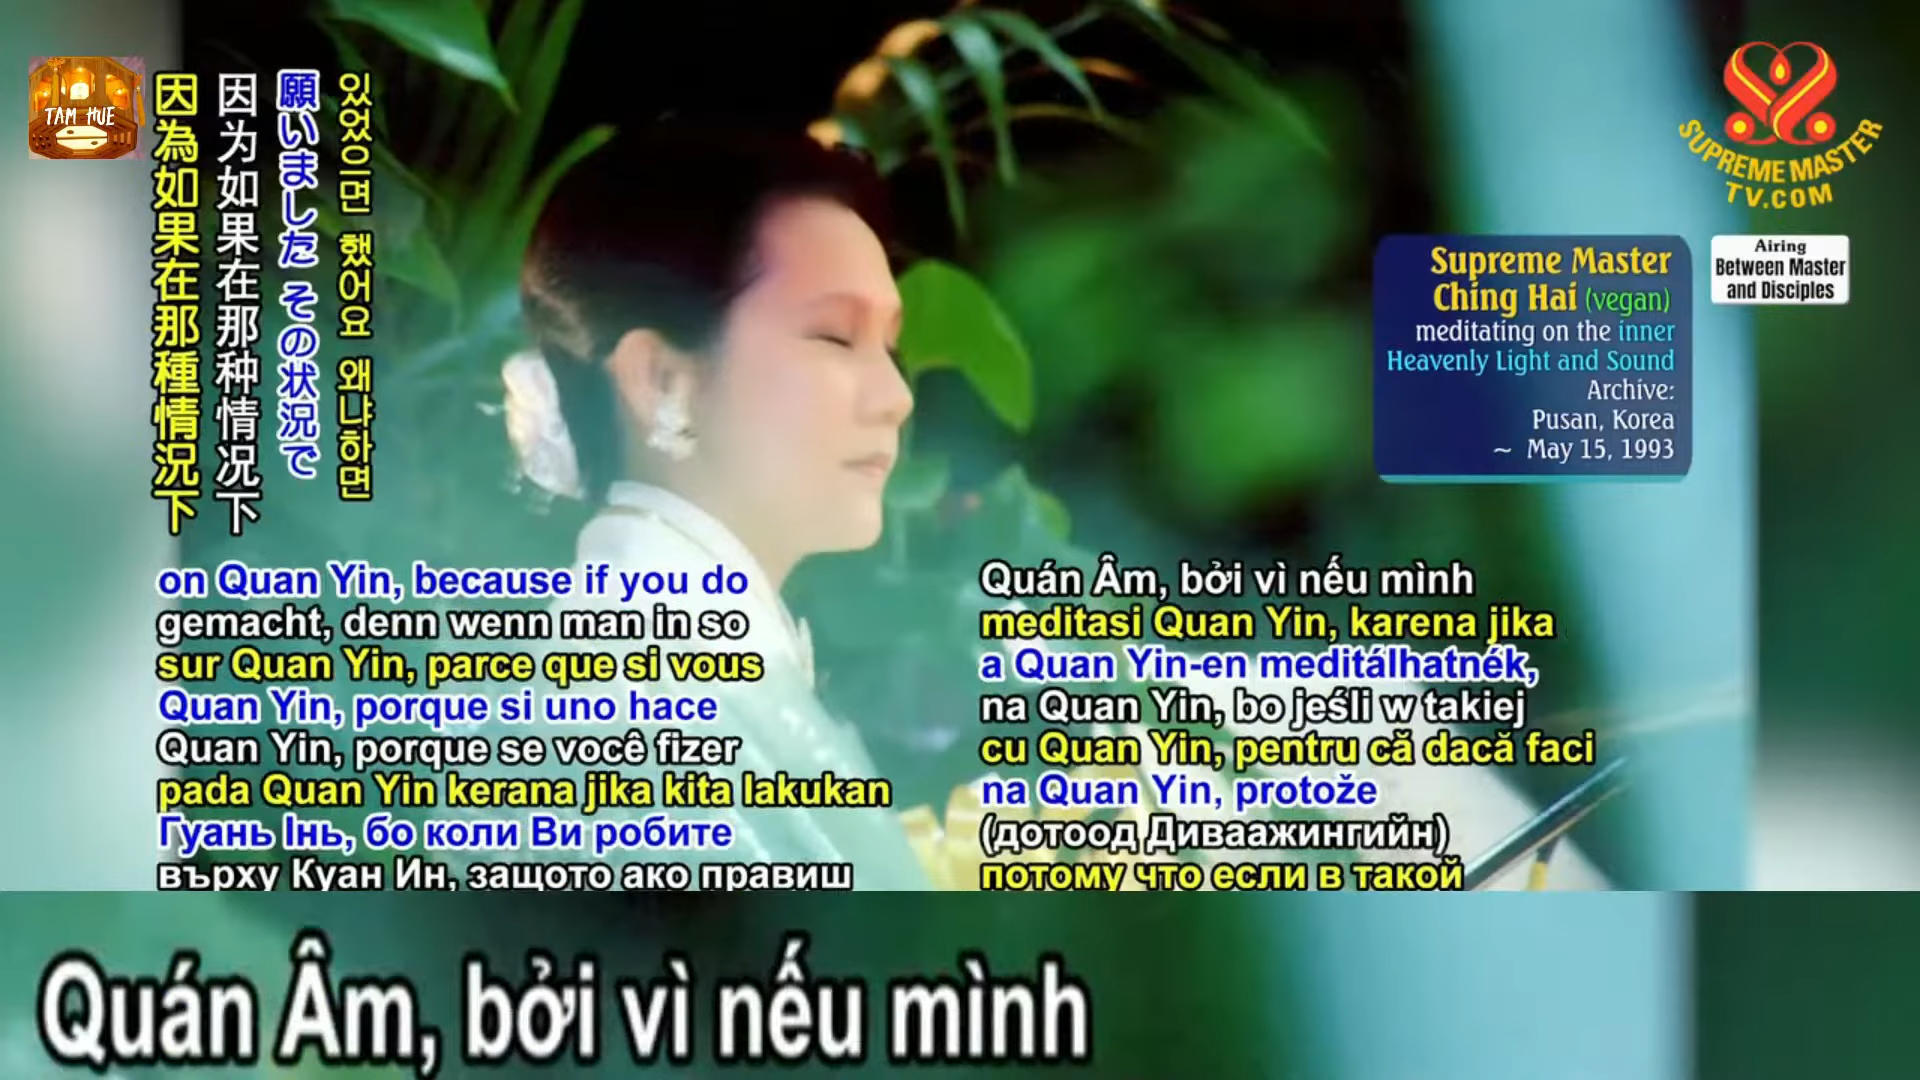 TAM HUE
因為如果在那種情況下
因为如果在那种情况下
願いました その状況で
있었으면 했어요 왜냐하면
SUPREME MASTER
TV.COM
Supreme Master
Ching Hai (vegan)
meditating on the inner
Heavenly Light and Sound
Archive:
Pusan, Korea
~ May 15, 1993
Airing
Between Master
and Disciples
on Quan Yin, because if you do
gemacht, denn wenn man in so
sur Quan Yin, parce que si vous
Quan Yin, porque si uno hace
Quan Yin, porque se você fizer
pada Quan Yin kerana jika kita lakukan
Гуань Інь, бо коли Ви робите
върху Куан Ин, защото ако правиш
Quán Âm, bởi vì nếu mình
meditasi Quan Yin, karena jika
a Quan Yin-en meditálhatnék,
na Quan Yin, bo jeśli w takiej
cu Quan Yin, pentru că dacă faci
na Quan Yin, protože
(дотоод Диваажингийн)
потому что если в такой
Quán Âm, bởi vì nếu mình